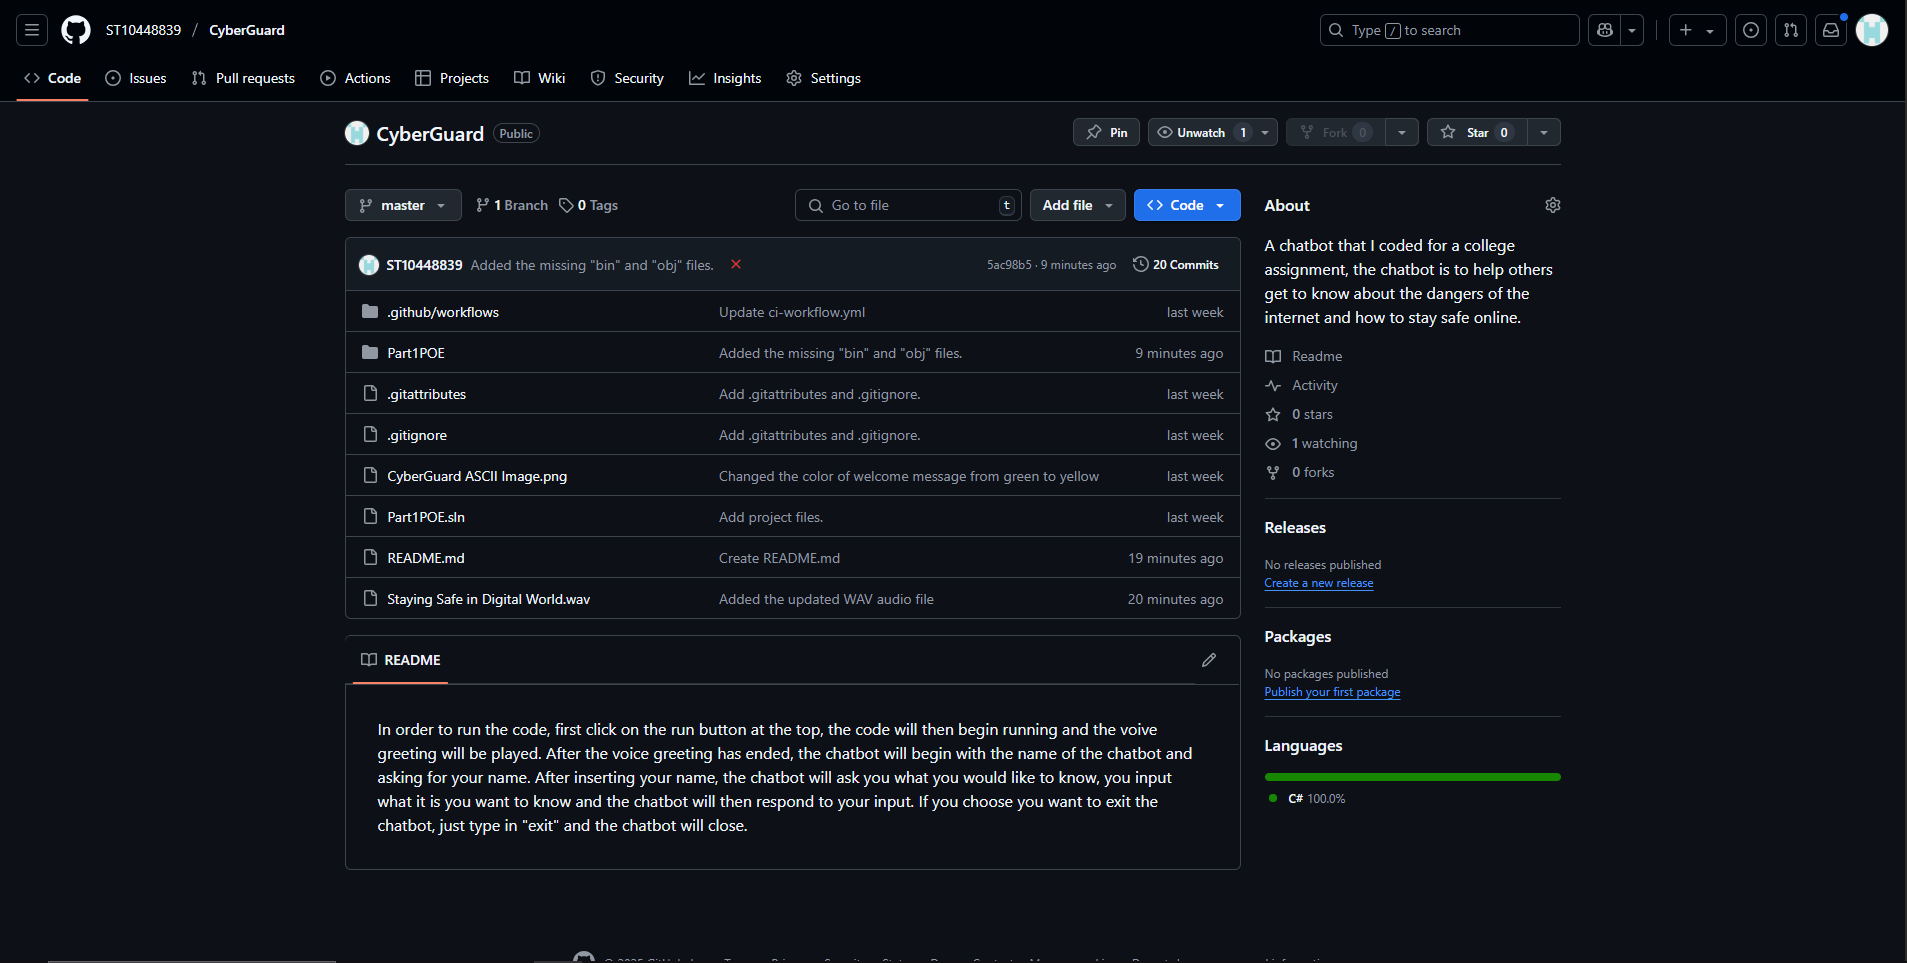 ST10448839 / CyberGuard
Type / to search
Code Issues Pull requests Actions Projects Wiki Security Insights Settings
CyberGuard Public
Pin Unwatch 1 Fork 0 Star 0
master 1 Branch 0 Tags
Go to file t Add file Code
ST10448839 Added the missing "bin" and "obj" files. 5ac98b5 · 9 minutes ago 20 Commits
.github/workflows Update ci-workflow.yml last week
Part1POE Added the missing "bin" and "obj" files. 9 minutes ago
.gitattributes Add .gitattributes and .gitignore. last week
.gitignore Add .gitattributes and .gitignore. last week
CyberGuard ASCII Image.png Changed the color of welcome message from green to yellow last week
Part1POE.sln Add project files. last week
README.md Create README.md 19 minutes ago
Staying Safe in Digital World.wav Added the updated WAV audio file 20 minutes ago
README
In order to run the code, first click on the run button at the top, the code will then begin running and the voive
greeting will be played. After the voice greeting has ended, the chatbot will begin with the name of the chatbot and
asking for your name. After inserting your name, the chatbot will ask you what you would like to know, you input
what it is you want to know and the chatbot will then respond to your input. If you choose you want to exit the
chatbot, just type in "exit" and the chatbot will close.
About
A chatbot that I coded for a college
assignment, the chatbot is to help others
get to know about the dangers of the
internet and how to stay safe online.
Readme
Activity
0 stars
1 watching
0 forks
Releases
No releases published
Create a new release
Packages
No packages published
Publish your first package
Languages
C# 100.0%